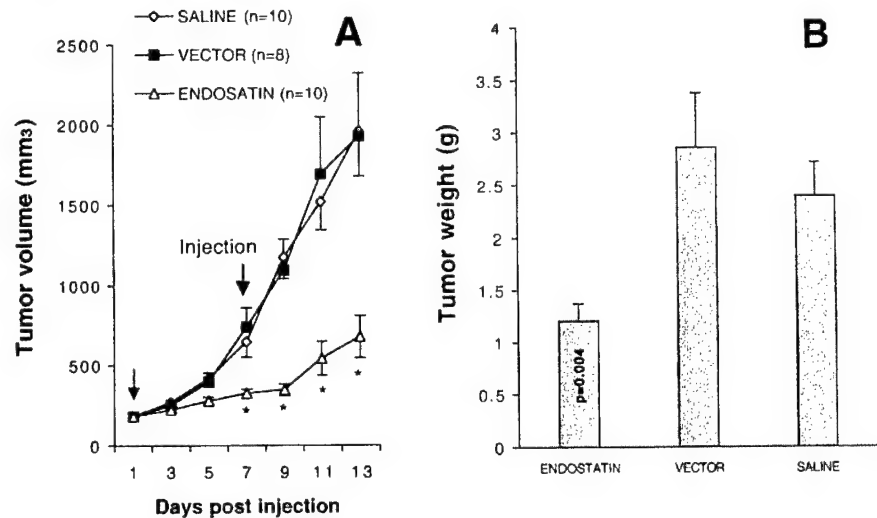 SALINE (n=10)
VECTOR (n=8)
ENDOSATIN (n=10)
A
Tumor volume (mm3)
2500
2000
1500
1000
500
0
Injection
*
*
*
*
1 3 5 7 9 11 13
Days post injection
B
Tumor weight (g)
4
3.5
3
2.5
2
1.5
1
0.5
0
p=0.004
ENDOSTATIN VECTOR SALINE